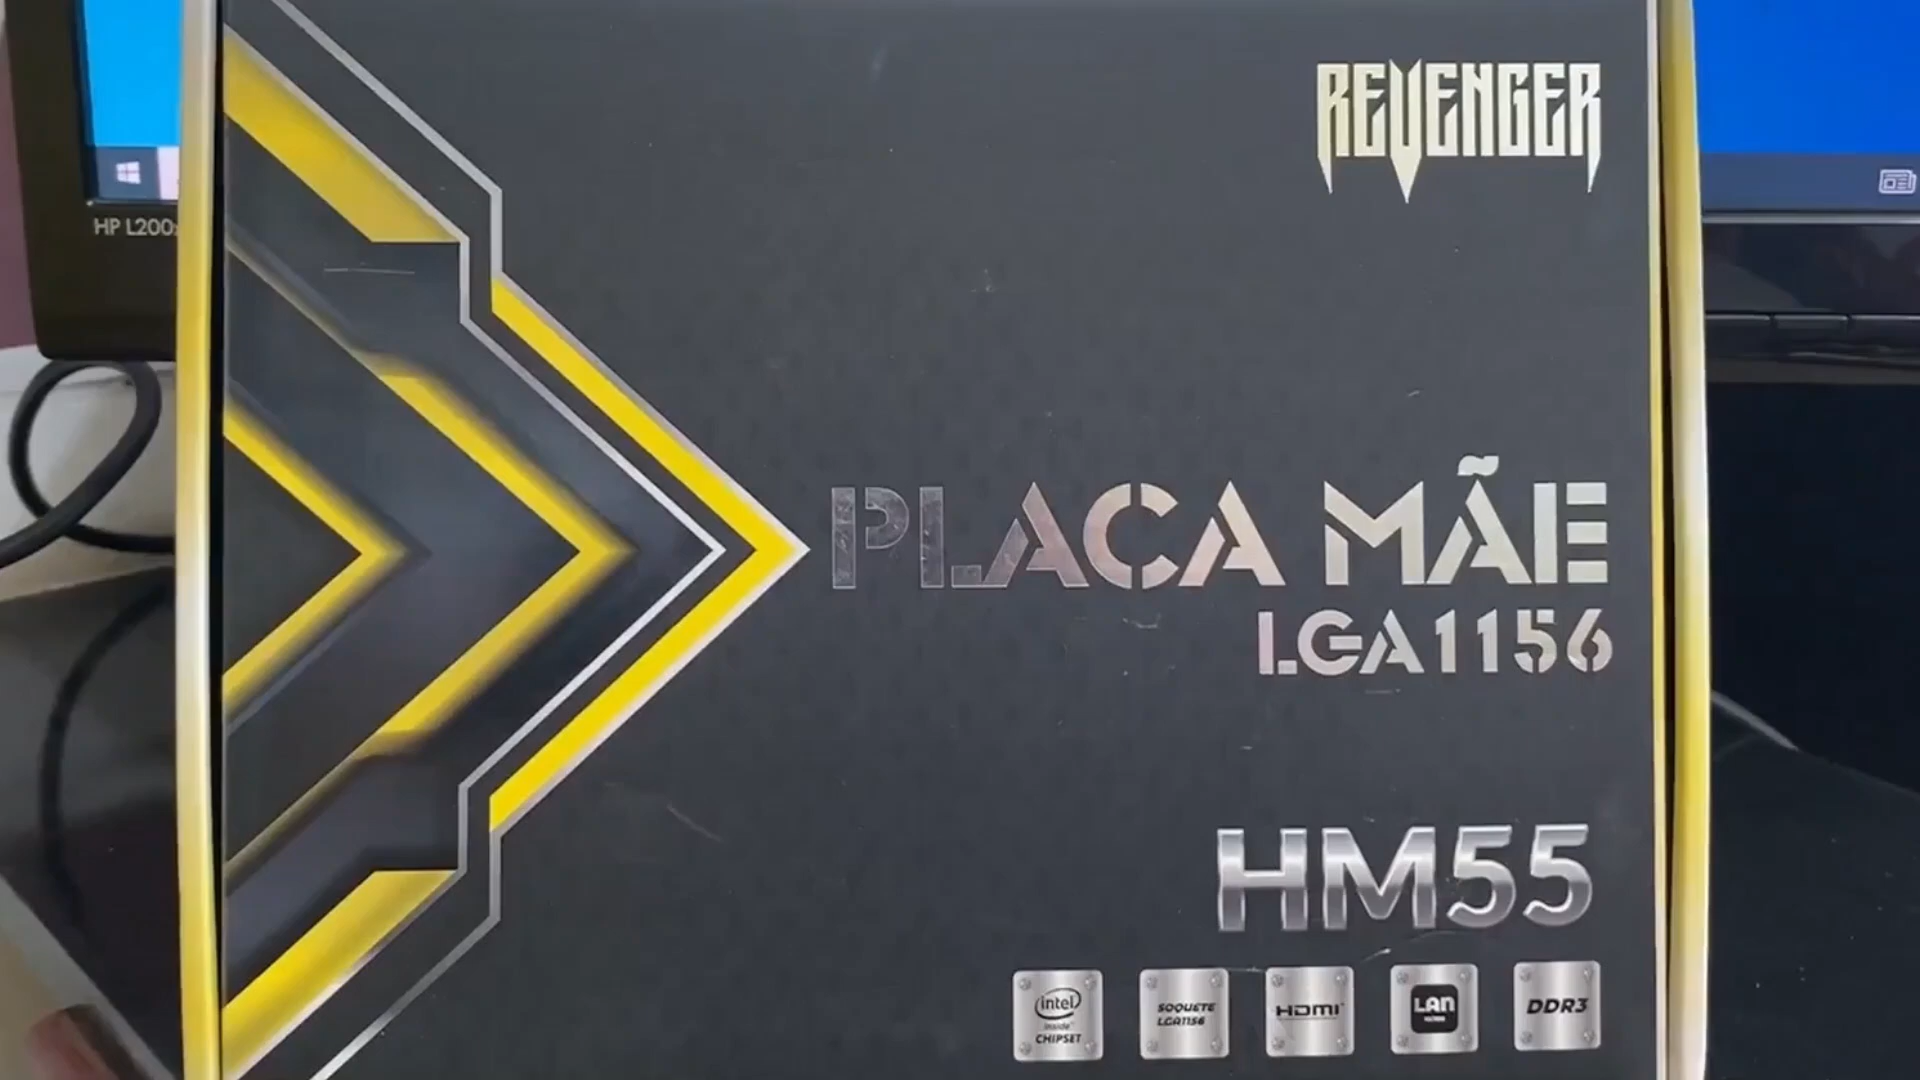 REVENGER
HP L200
PLACA MÃE
LGA1156
HM55
intel
inside
CHIPSET
SOQUETE
LGA1156
HDMI
LAN
DDR3